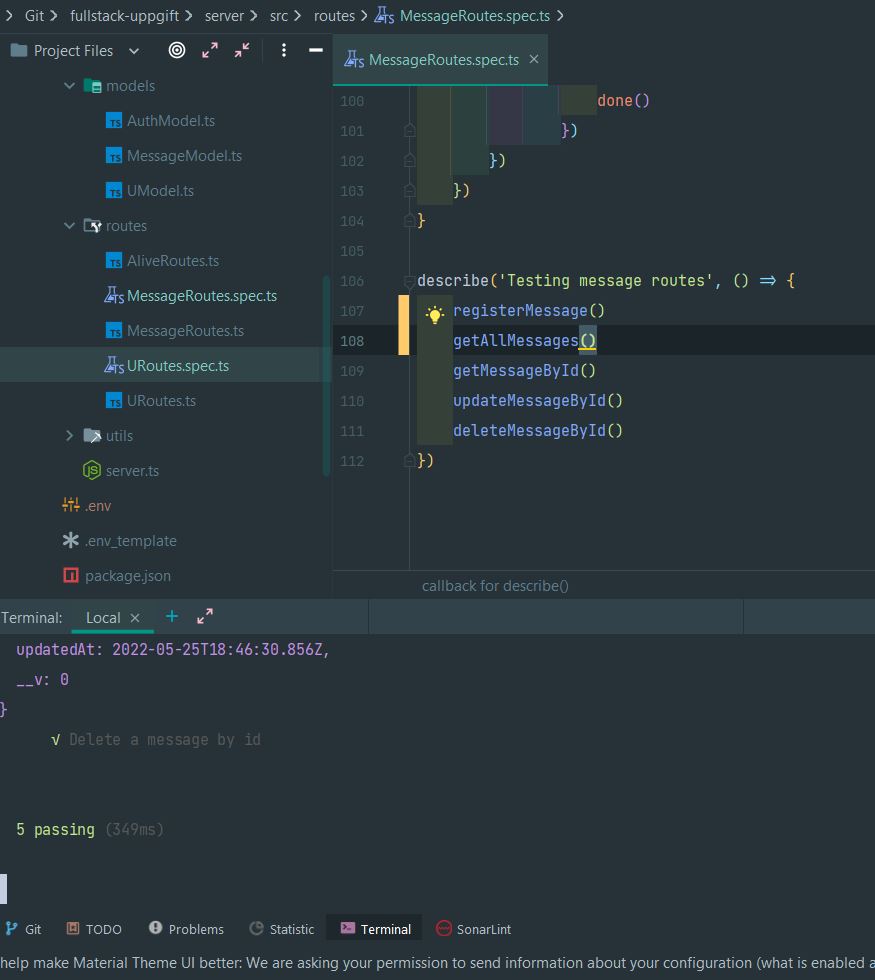 Git fullstack-uppgift server src routes MessageRoutes.spec.ts
Project Files
MessageRoutes.spec.ts
models
AuthModel.ts
MessageModel.ts
UModel.ts
routes
AliveRoutes.ts
MessageRoutes.spec.ts
MessageRoutes.ts
URoutes.spec.ts
URoutes.ts
utils
server.ts
.env
.env_template
package.json
100 done()
101 })
102 })
103 })
104 }
105
106 describe('Testing message routes', () => {
107 registerMessage()
108 getAllMessages()
109 getMessageById()
110 updateMessageById()
111 deleteMessageById()
112 })
callback for describe()
Terminal: Local
updatedAt: 2022-05-25T18:46:30.856Z,
__v: 0
}
√ Delete a message by id
5 passing (349ms)
Git TODO Problems Statistic Terminal SonarLint
help make Material Theme UI better: We are asking your permission to send information about your configuration (what is enabled a